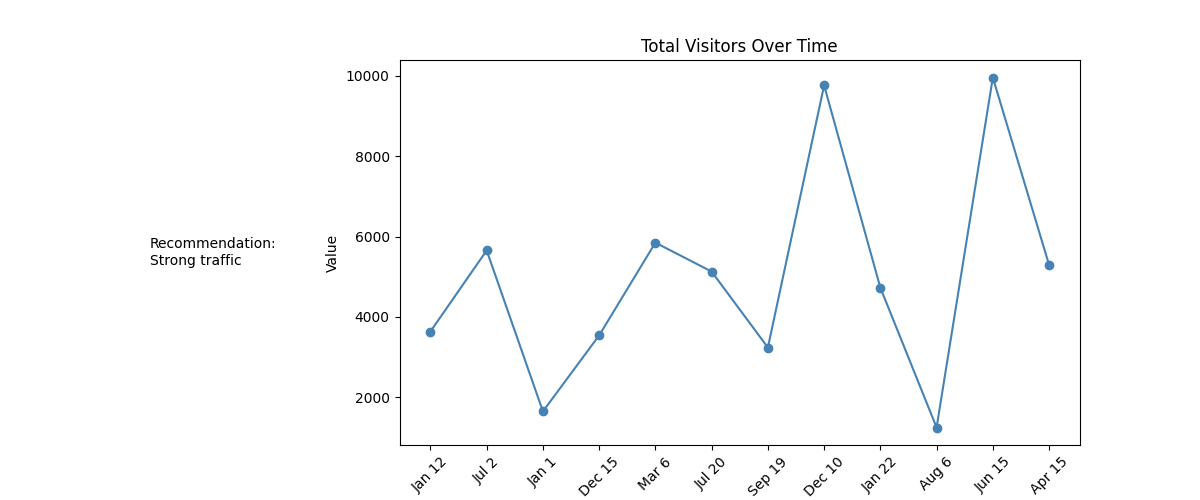 Total Visitors Over Time
Recommendation:
Strong traffic
Value
10000
8000
6000
4000
2000
Jan 12
Jul 2
Jan 1
Dec 15
Mar 6
Jul 20
Sep 19
Dec 10
Jan 22
Aug 6
Jun 15
Apr 15